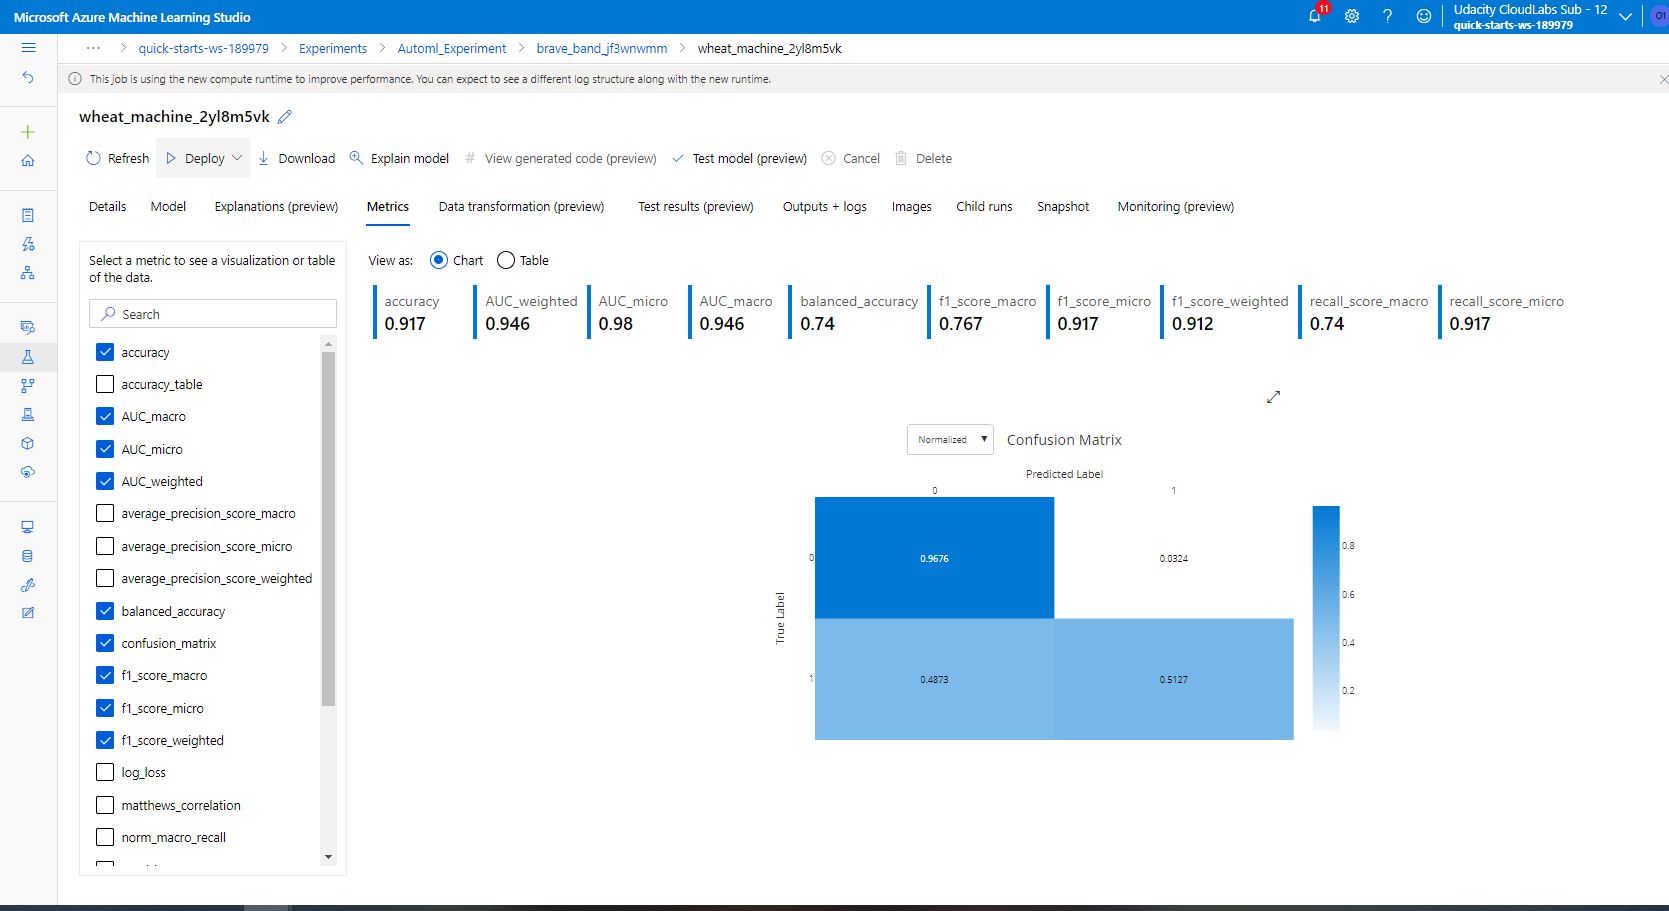 Microsoft Azure Machine Learning Studio
11
?
Udacity CloudLabs Sub - 12
quick-starts-ws-189979
O1
··· > quick-starts-ws-189979 > Experiments > Automl_Experiment > brave_band_jf3wnwmm > wheat_machine_2yl8m5vk
This job is using the new compute runtime to improve performance. You can expect to see a different log structure along with the new runtime.
wheat_machine_2yl8m5vk
Refresh Deploy Download Explain model # View generated code (preview) Test model (preview) Cancel Delete
Details Model Explanations (preview) Metrics Data transformation (preview) Test results (preview) Outputs + logs Images Child runs Snapshot Monitoring (preview)
Select a metric to see a visualization or table
of the data.
Search
accuracy
accuracy_table
AUC_macro
AUC_micro
AUC_weighted
average_precision_score_macro
average_precision_score_micro
average_precision_score_weighted
balanced_accuracy
confusion_matrix
f1_score_macro
f1_score_micro
f1_score_weighted
log_loss
matthews_correlation
norm_macro_recall
View as: Chart Table
accuracy AUC_weighted AUC_micro AUC_macro balanced_accuracy f1_score_macro f1_score_micro f1_score_weighted recall_score_macro recall_score_micro
0.917 0.946 0.98 0.946 0.74 0.767 0.917 0.912 0.74 0.917
Normalized Confusion Matrix
Predicted Label
0 1
True Label
0 0.9676 0.0324
1 0.4873 0.5127
0.8
0.6
0.4
0.2